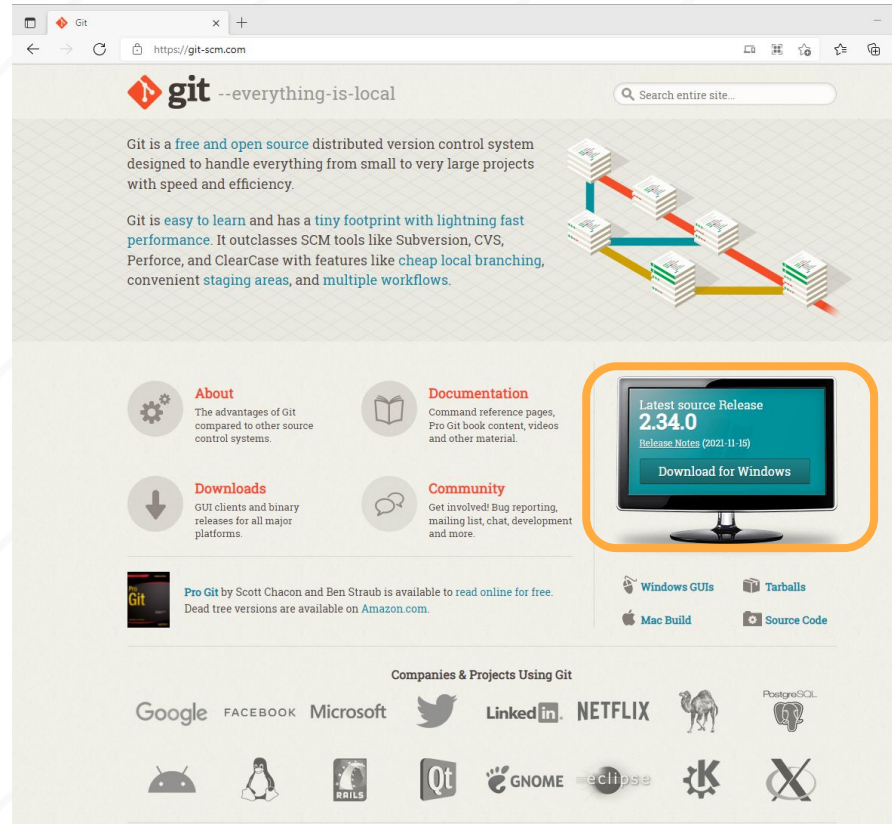 Git
https://git-scm.com
git --everything-is-local
Search entire site...
Git is a free and open source distributed version control system
designed to handle everything from small to very large projects
with speed and efficiency.
Git is easy to learn and has a tiny footprint with lightning fast
performance. It outclasses SCM tools like Subversion, CVS,
Perforce, and ClearCase with features like cheap local branching,
convenient staging areas, and multiple workflows.
About
The advantages of Git
compared to other source
control systems.
Documentation
Command reference pages,
Pro Git book content, videos
and other material.
Downloads
GUI clients and binary
releases for all major
platforms.
Community
Get involved! Bug reporting,
mailing list, chat, development
and more.
Latest source Release
2.34.0
Release Notes (2021-11-15)
Download for Windows
Pro
Git
Pro Git by Scott Chacon and Ben Straub is available to read online for free.
Dead tree versions are available on Amazon.com.
Windows GUIs
Tarballs
Mac Build
Source Code
Companies & Projects Using Git
Google
FACEBOOK
Microsoft
Linked in.
NETFLIX
PostgreSQL
RAILS
Qt
GNOME
eclipse
K
X